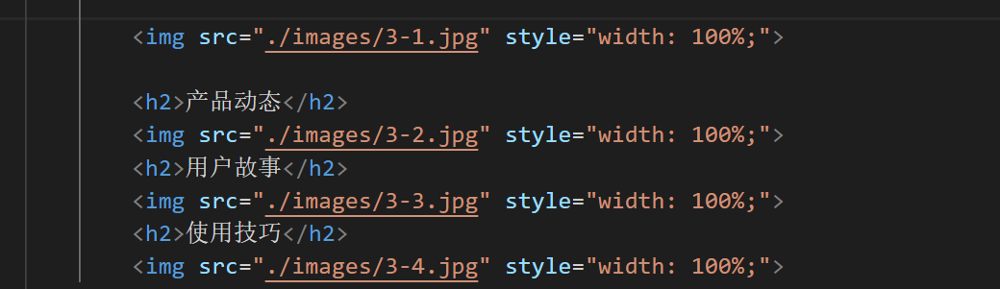 <img src="./images/3-1.jpg" style="width: 100%;">
<h2>产品动态</h2>
<img src="./images/3-2.jpg" style="width: 100%;">
<h2>用户故事</h2>
<img src="./images/3-3.jpg" style="width: 100%;">
<h2>使用技巧</h2>
<img src="./images/3-4.jpg" style="width: 100%;">